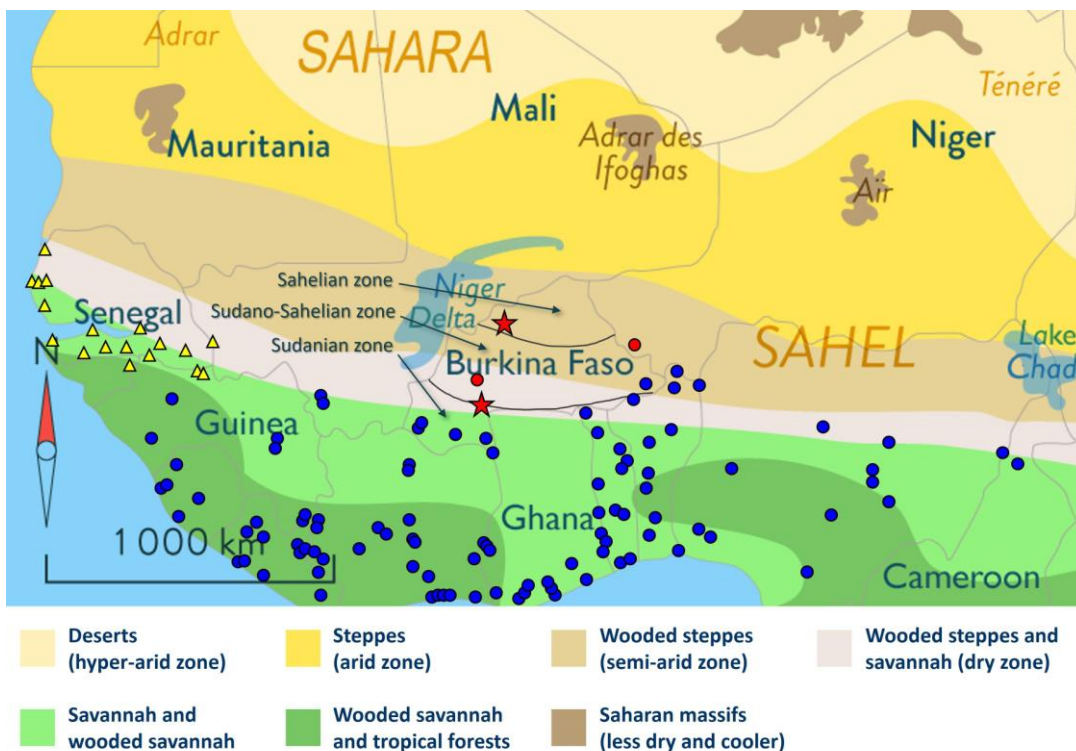 Adrar
SAHARA
Ténéré
Mali
Mauritania
Adrar des
Ifoghas
Niger
Aïr
Sahelian zone
Niger
Delta
Sudano-Sahelian zone
Senegal
Sudanian zone
SAHEL
Lake
Chad
N
Burkina Faso
Guinea
Ghana
1 000 km
Cameroon
Deserts
(hyper-arid zone)
Steppes
(arid zone)
Wooded steppes
(semi-arid zone)
Wooded steppes and
savannah (dry zone)
Savannah and
wooded savannah
Wooded savannah
and tropical forests
Saharan massifs
(less dry and cooler)